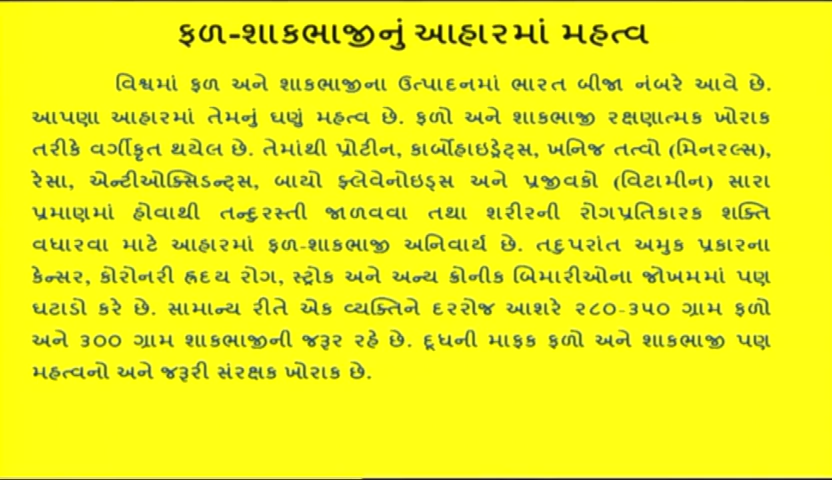 ફળ-શાકભાજીનું આહારમાં મહત્વ
વિશ્વમાં ફળ અને શાકભાજીના ઉત્પાદનમાં ભારત બીજા નંબરે આવે છે.
આપણા આહારમાં તેમનું ઘણું મહત્વ છે. ફળો અને શાકભાજી રક્ષણાત્મક ખોરાક
તરીકે વર્ગીકૃત થયેલ છે. તેમાંથી પ્રોટીન, કાર્બોહાઇડ્રેટ્સ, ખનિજ તત્વો (મિનરલ્સ),
રેસા, એન્ટીઓક્સિડન્ટ્સ, બાયો ફ્લેવેનોઇડ્સ અને પ્રજીવકો (વિટામીન) સારા
પ્રમાણમાં હોવાથી તન્દુરસ્તી જાળવવા તથા શરીરની રોગપ્રતિકારક શક્તિ
વધારવા માટે આહારમાં ફળ-શાકભાજી અનિવાર્ય છે. તદુપરાંત અમુક પ્રકારના
કેન્સર, કોરોનરી હ્રદય રોગ, સ્ટ્રોક અને અન્ય ક્રોનીક બિમારીઓના જોખમમાં પણ
ઘટાડો કરે છે. સામાન્ય રીતે એક વ્યક્તિને દરરોજ આશરે ૨૮૦-૩૫૦ ગ્રામ ફળો
અને ૩૦૦ ગ્રામ શાકભાજીની જરૂર રહે છે. દૂધની માફક ફળો અને શાકભાજી પણ
મહત્વનો અને જરૂરી સંરક્ષક ખોરાક છે.